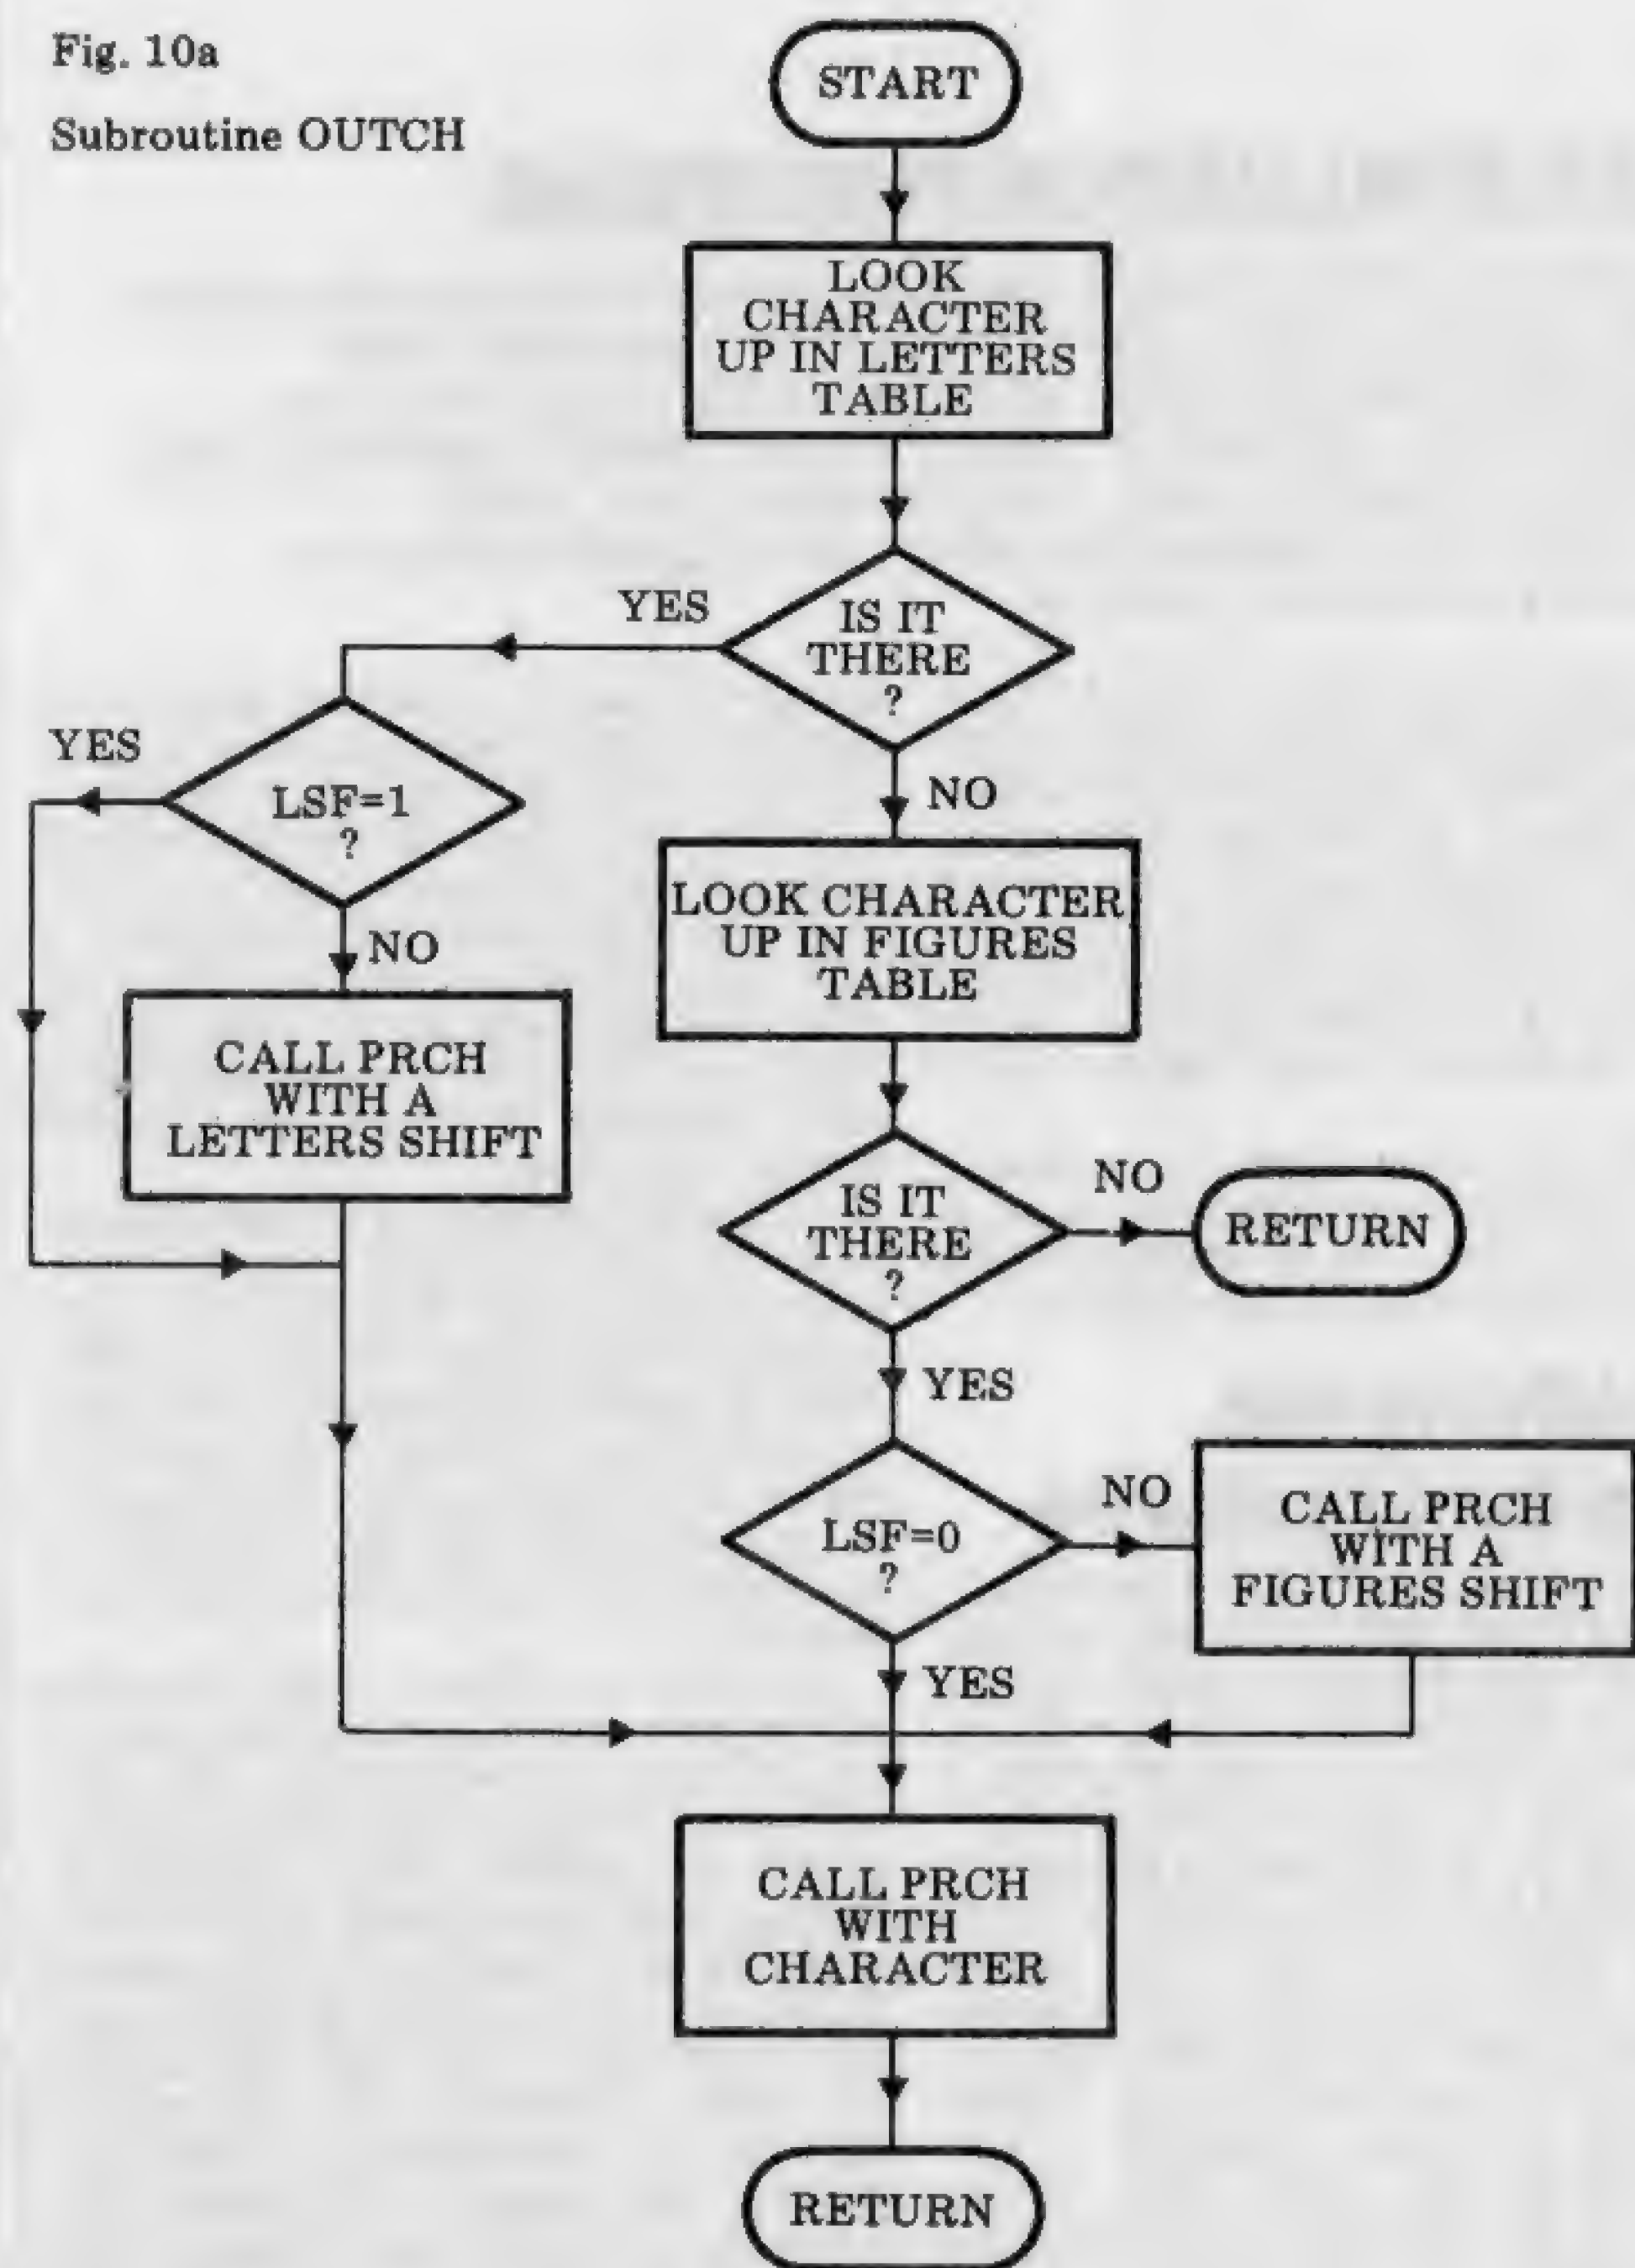 Fig. 10a
Subroutine OUTCH
START
LOOK
CHARACTER
UP IN LETTERS
TABLE
IS IT
THERE
?
YES
NO
LSF=1
?
YES
NO
CALL PRCH
WITH A
LETTERS SHIFT
LOOK CHARACTER
UP IN FIGURES
TABLE
IS IT
THERE
?
NO
RETURN
YES
LSF=0
?
NO
CALL PRCH
WITH A
FIGURES SHIFT
YES
CALL PRCH
WITH
CHARACTER
RETURN